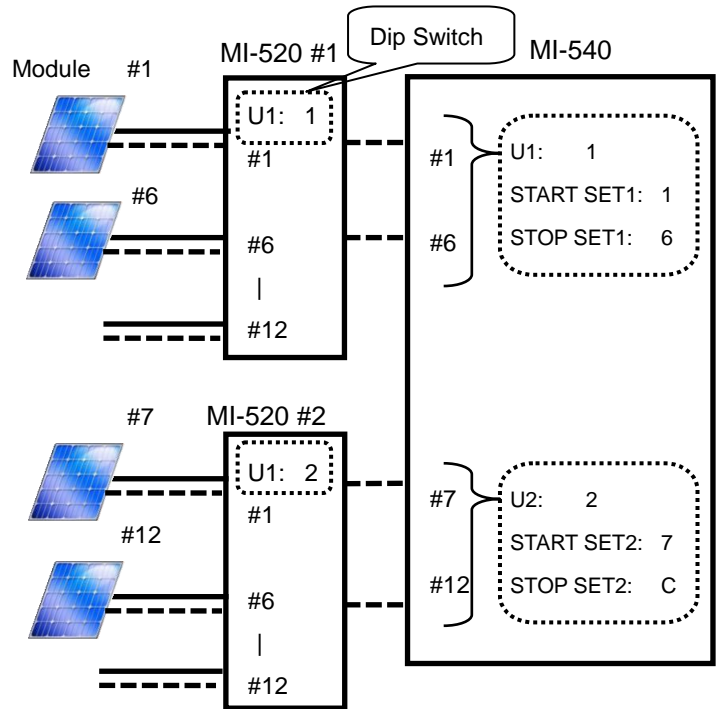 Dip Switch
MI-520 #1
MI-540
Module #1
U1: 1
#1
#6
#6
|
#12
#1
#6
U1: 1
START SET1: 1
STOP SET1: 6
#7
MI-520 #2
U1: 2
#1
#12
#6
|
#12
#7
#12
U2: 2
START SET2: 7
STOP SET2: C